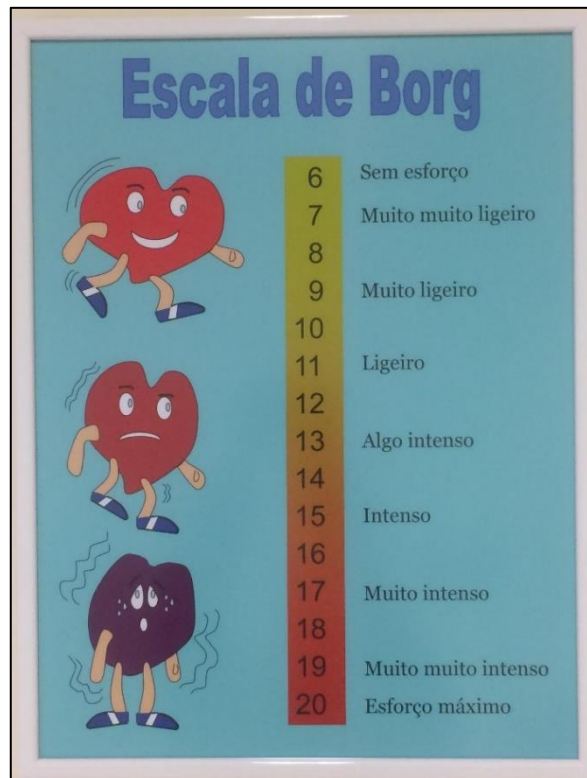 Escala de Borg
6 Sem esforço
7 Muito muito ligeiro
8
9 Muito ligeiro
10
11 Ligeiro
12
13 Algo intenso
14
15 Intenso
16
17 Muito intenso
18
19 Muito muito intenso
20 Esforço máximo